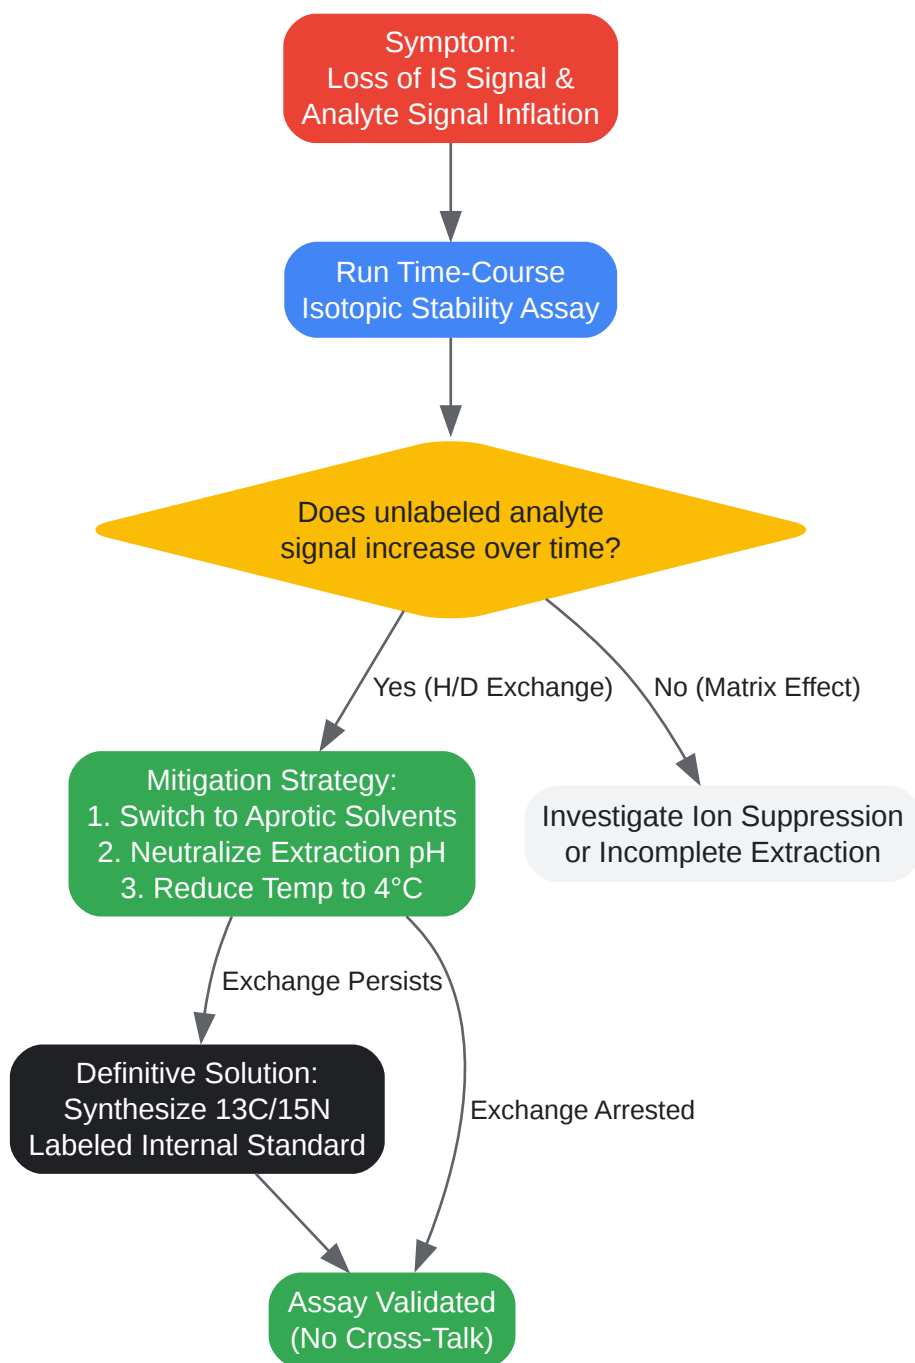 Symptom:
Loss of IS Signal &
Analyte Signal Inflation
Run Time-Course
Isotopic Stability Assay
Does unlabeled analyte
signal increase over time?
Yes (H/D Exchange)
No (Matrix Effect)
Mitigation Strategy:
1. Switch to Aprotic Solvents
2. Neutralize Extraction pH
3. Reduce Temp to 4°C
Investigate Ion Suppression
or Incomplete Extraction
Exchange Persists
Definitive Solution:
Synthesize 13C/15N
Labeled Internal Standard
Exchange Arrested
Assay Validated
(No Cross-Talk)